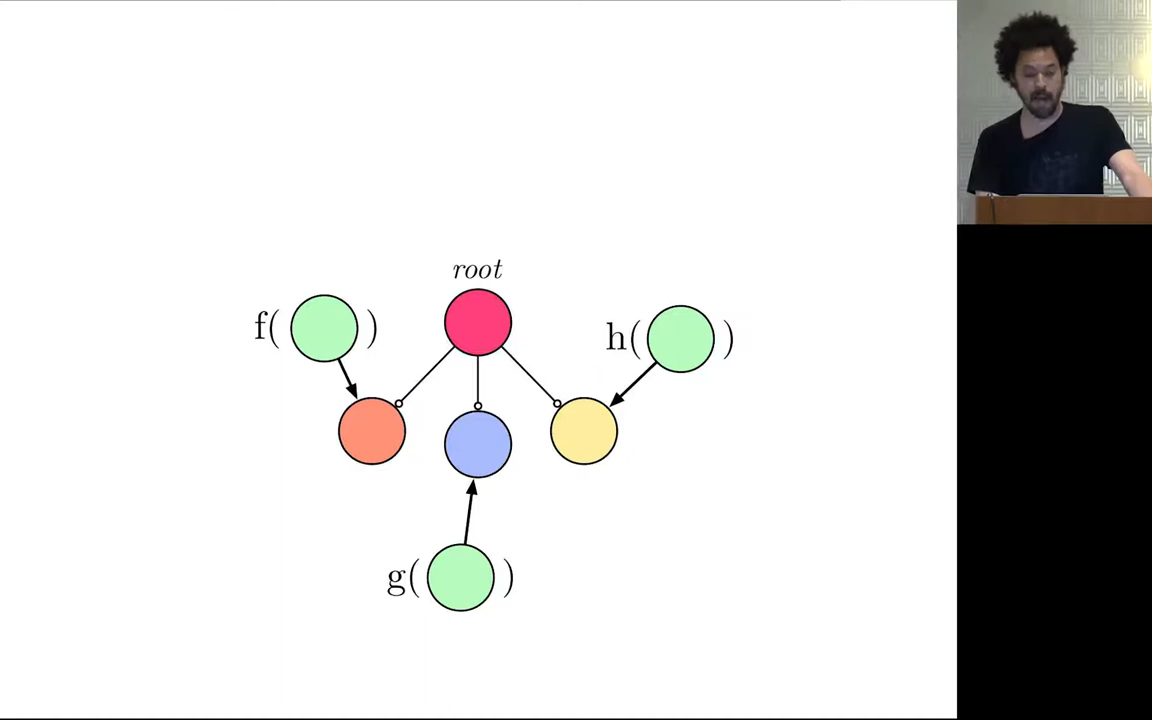 root
f( )
h( )
g( )